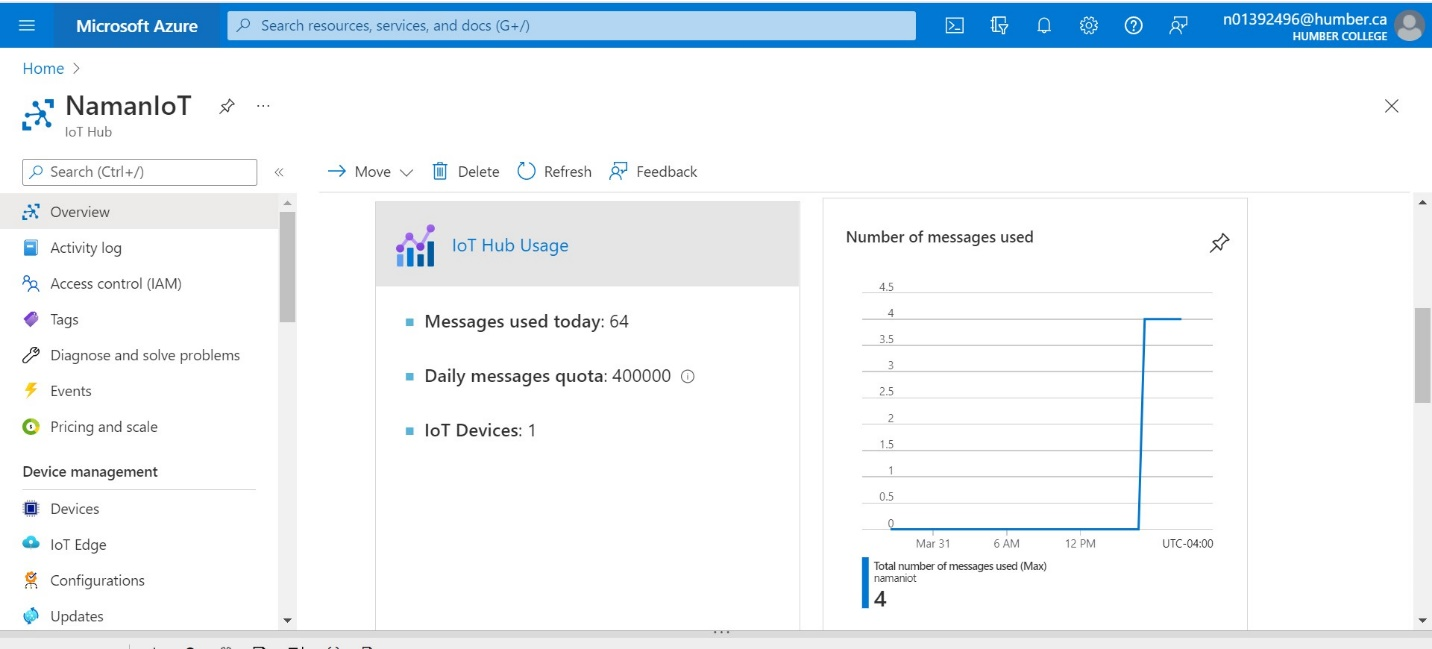 Microsoft Azure
Search resources, services, and docs (G+/)
n01392496@humber.ca
HUMBER COLLEGE
Home >
NamanIoT
...
IoT Hub
Search (Ctrl+/)
«
Move
Delete
Refresh
Feedback
Overview
Activity log
Access control (IAM)
Tags
Diagnose and solve problems
Events
Pricing and scale
Device management
Devices
IoT Edge
Configurations
Updates
IoT Hub Usage
Messages used today: 64
Daily messages quota: 400000
IoT Devices: 1
Number of messages used
4.5
4
3.5
3
2.5
2
1.5
1
0.5
0
Mar 31 6 AM 12 PM UTC-04:00
Total number of messages used (Max)
namaniot
4